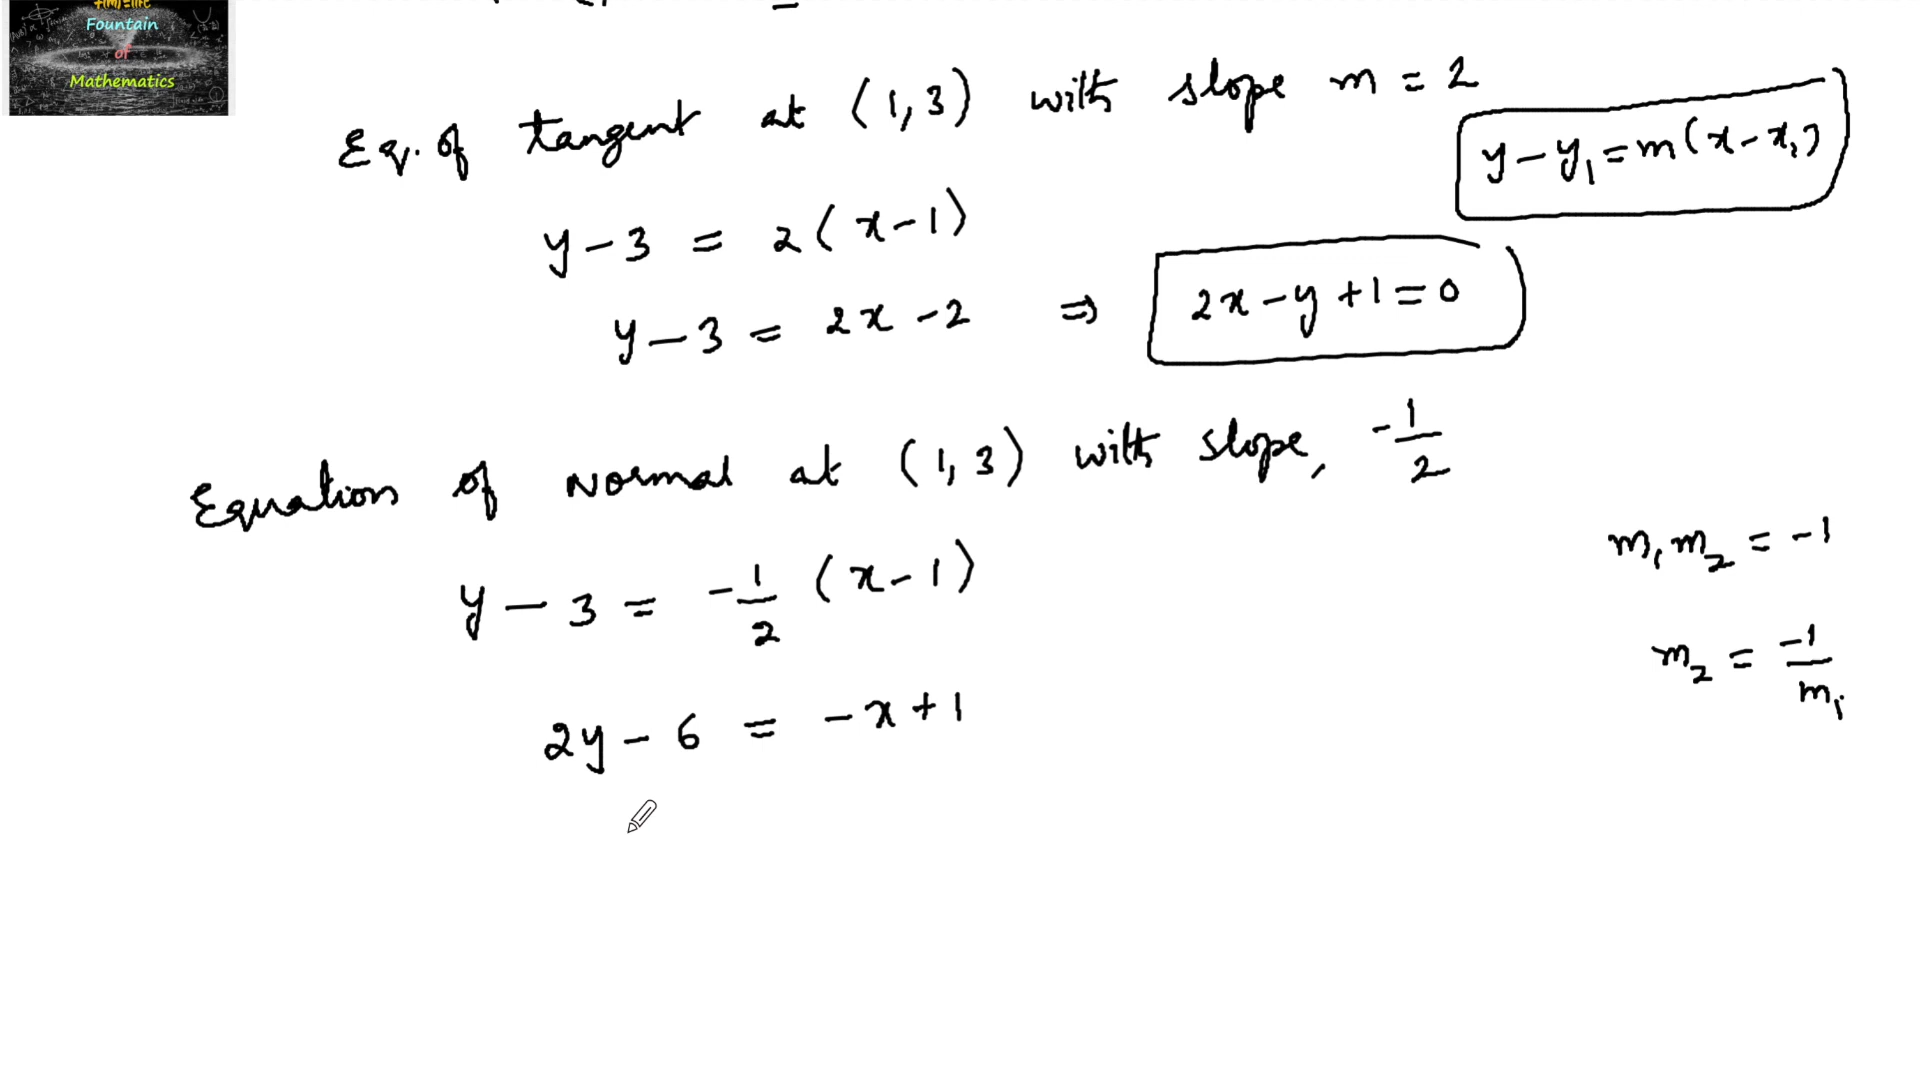 f(m)=life
Fountain
of
Mathematics
Eq. of tangent at (1,3) with slope m = 2
y-y₁=m(x-x₁)
y-3 = 2(x-1)
y-3 = 2x-2 ⇒ 2x-y+1=0
Equation of Normal at (1,3) with slope, -1/2
m₁m₂ = -1
y-3 = -1/2 (x-1)
m₂ = -1/m₁
2y-6 = -x+1